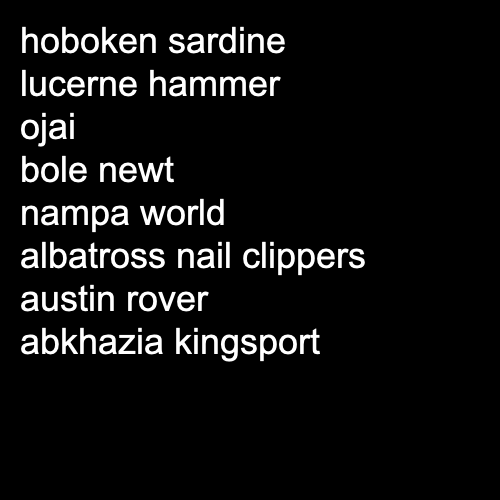 hoboken sardine
lucerne hammer
ojai
bole newt
nampa world
albatross nail clippers
austin rover
abkhazia kingsport